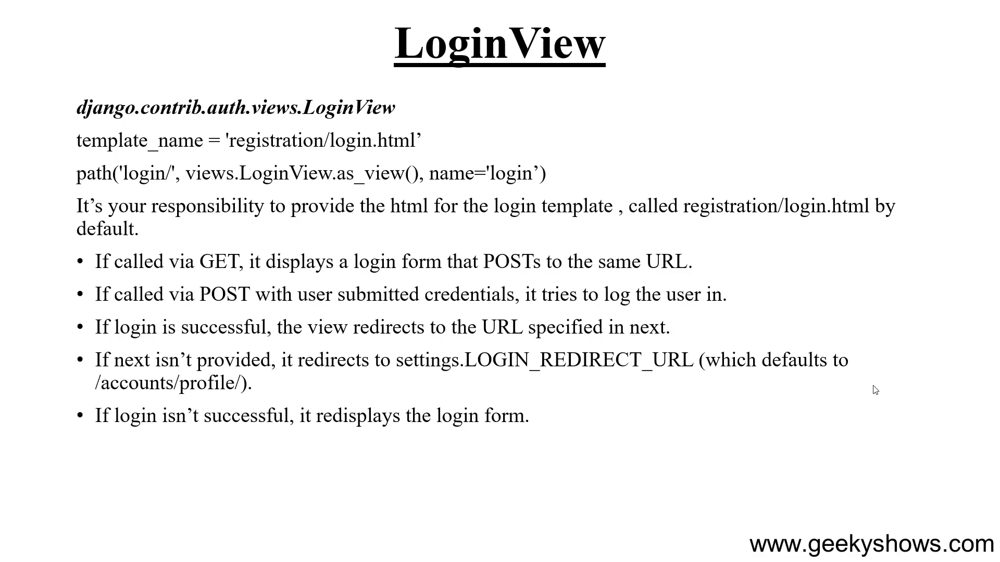 LoginView
django.contrib.auth.views.LoginView
template_name = 'registration/login.html’
path('login/', views.LoginView.as_view(), name='login’)
It’s your responsibility to provide the html for the login template , called registration/login.html by
default.
• If called via GET, it displays a login form that POSTs to the same URL.
• If called via POST with user submitted credentials, it tries to log the user in.
• If login is successful, the view redirects to the URL specified in next.
• If next isn’t provided, it redirects to settings.LOGIN_REDIRECT_URL (which defaults to
/accounts/profile/).
• If login isn’t successful, it redisplays the login form.
www.geekyshows.com